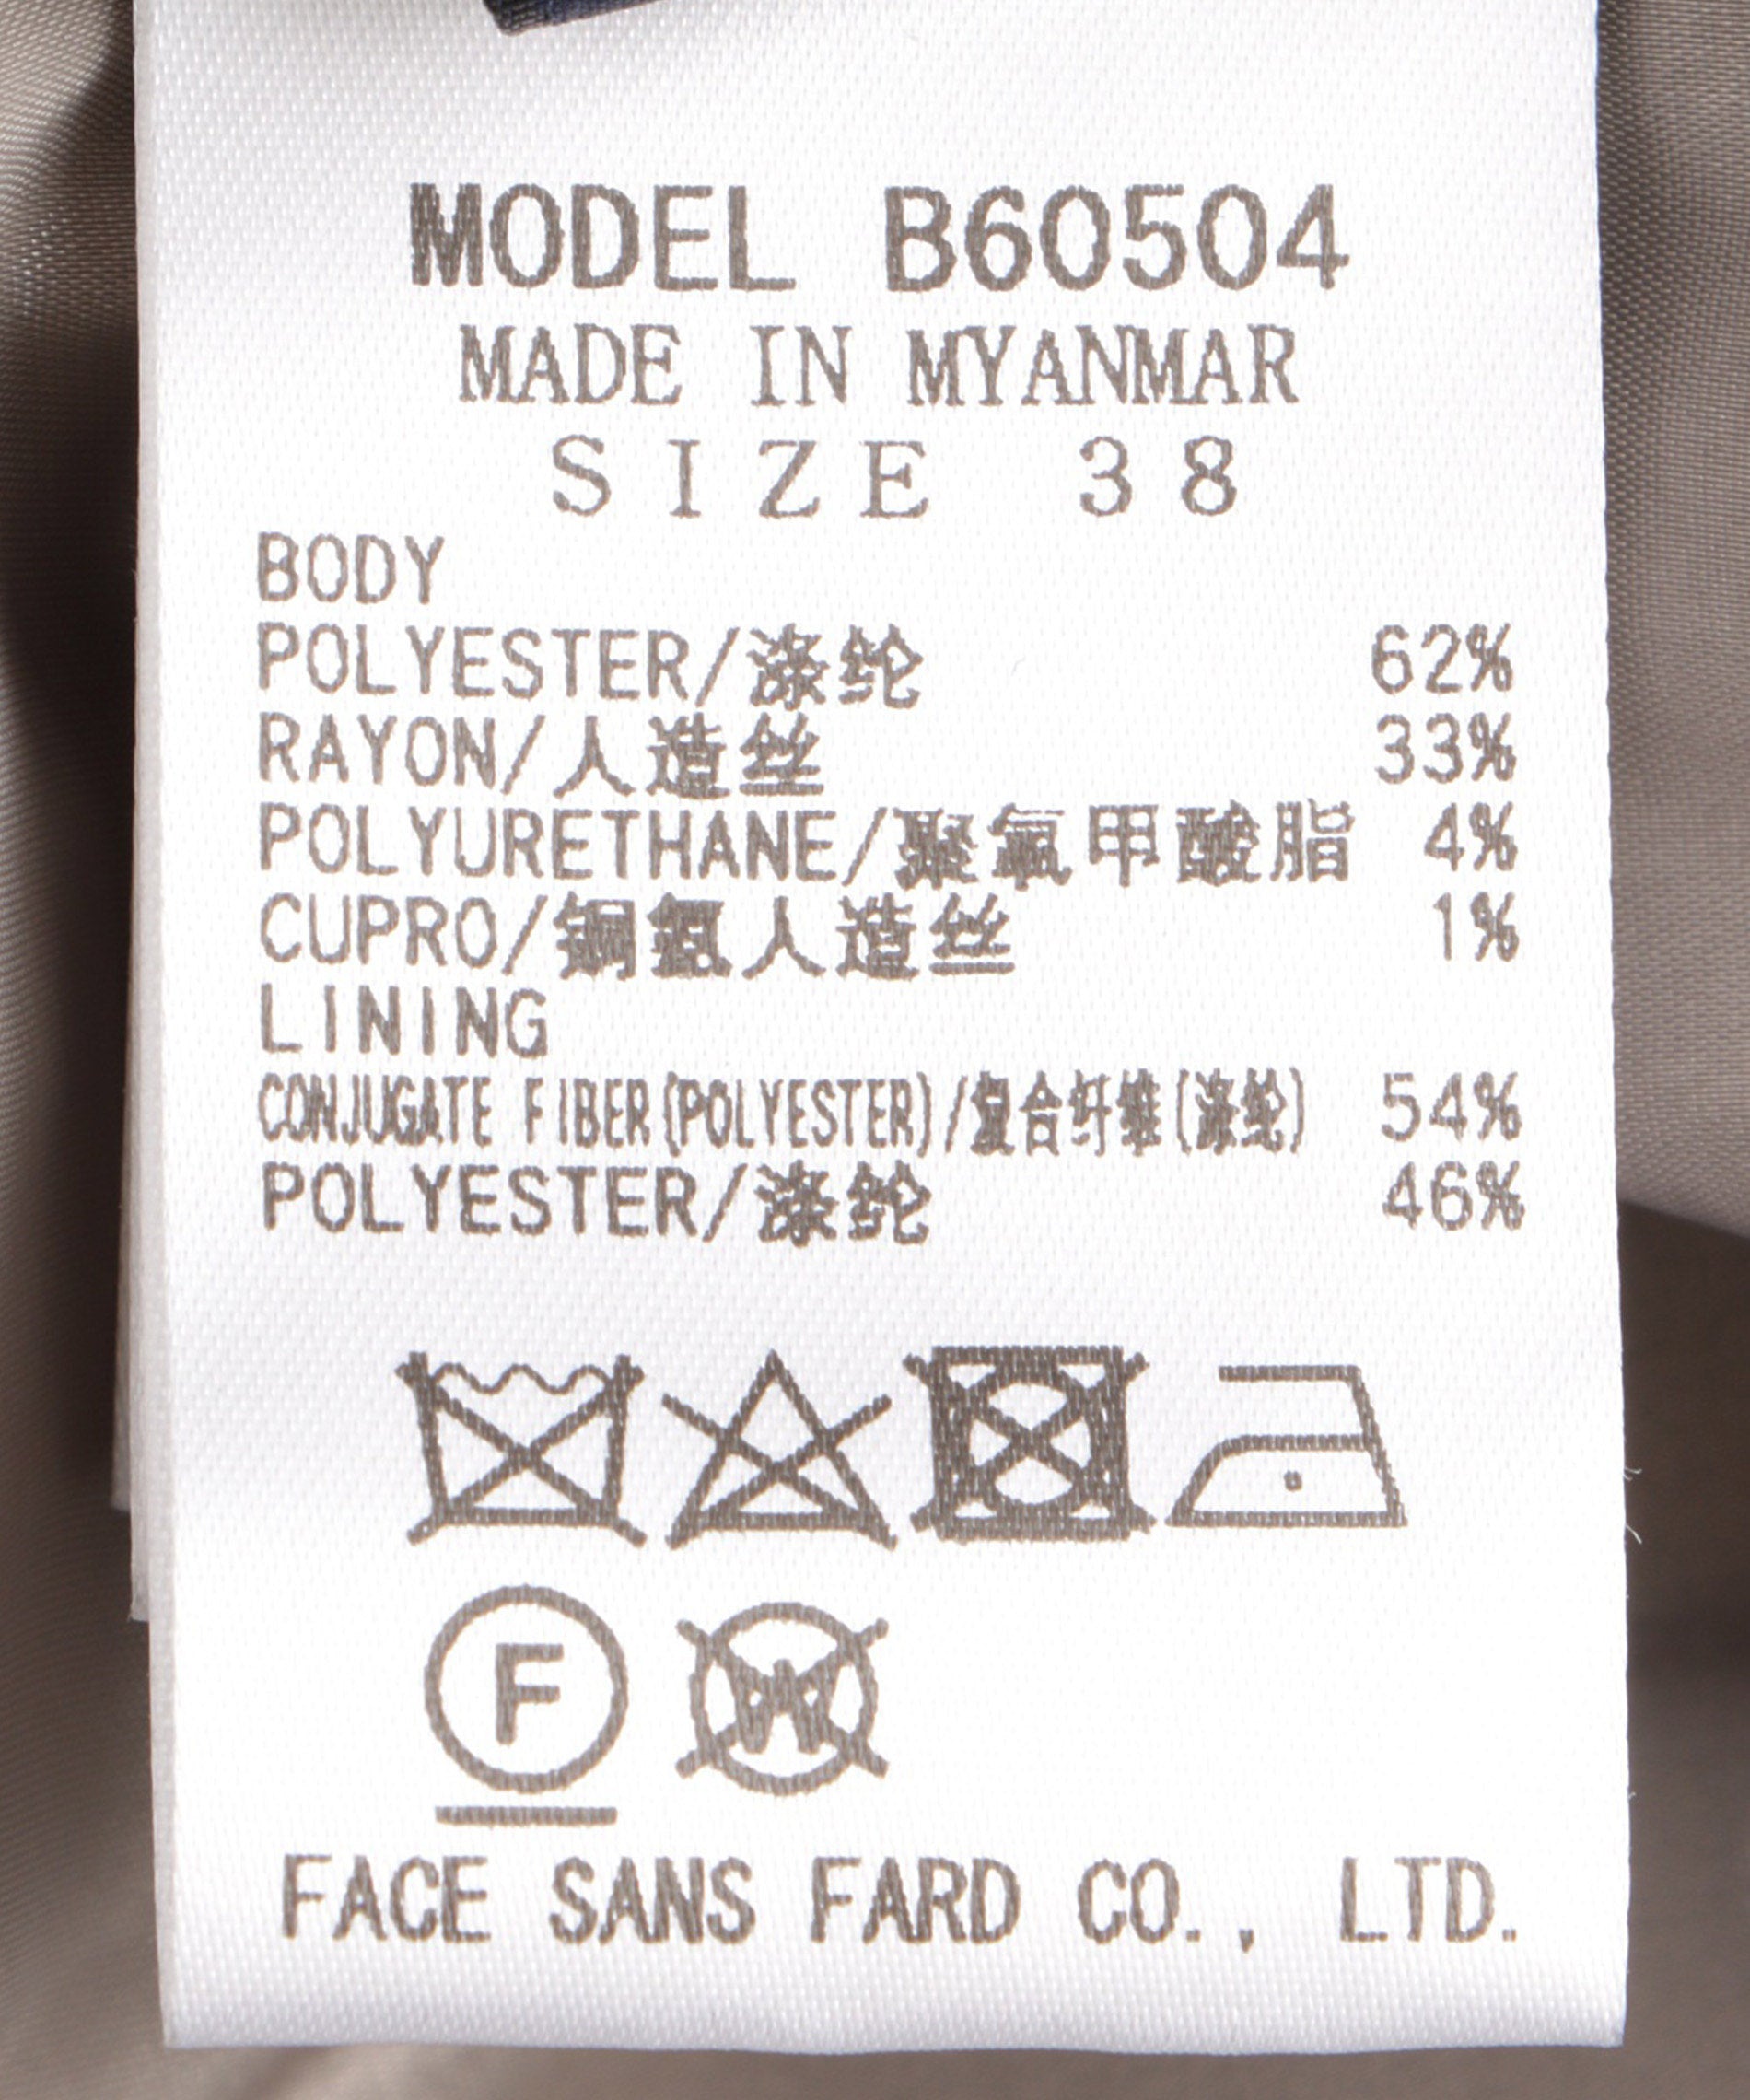 MODEL B60504
MADE IN MYANMAR
SIZE 38
BODY
POLYESTER/涤纶 62%
RAYON/人造丝 33%
POLYURETHANE/聚氨甲酸脂 4%
CUPRO/铜氨人造丝 1%
LINING
CONJUGATE FIBER(POLYESTER)/复合纤维(涤纶) 54%
POLYESTER/涤纶 46%
F W
FACE SANS FARD CO., LTD.